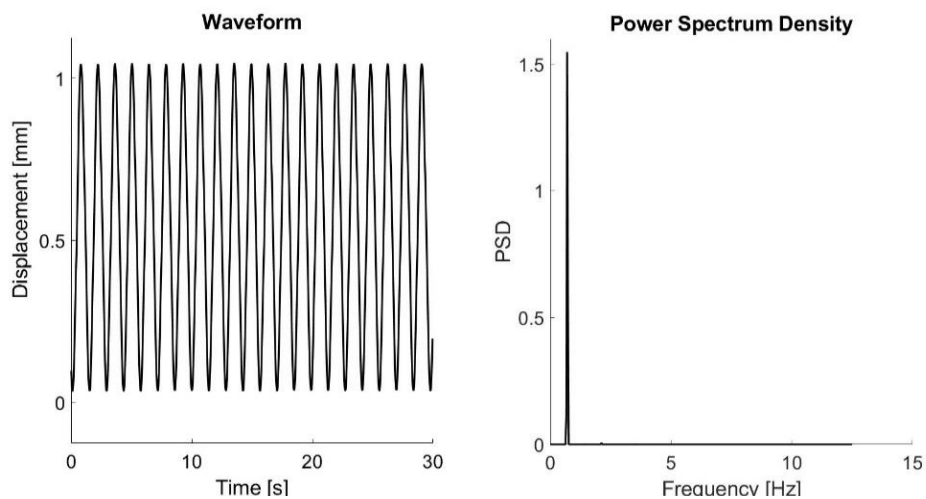 Waveform
Displacement [mm]
1
0.5
0
0
10
20
30
Time [s]
Power Spectrum Density
PSD
1.5
1
0.5
0
0
5
10
15
Frequency [Hz]